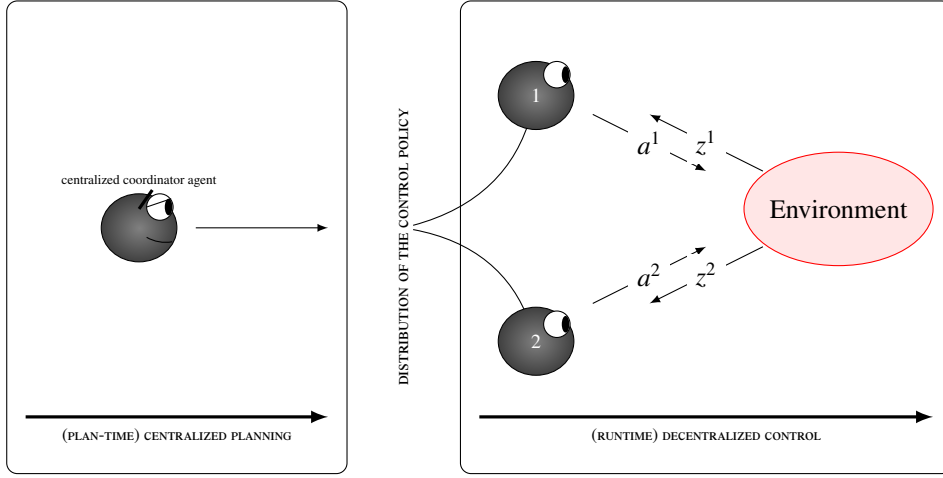 centralized coordinator agent
(PLAN-TIME) CENTRALIZED PLANNING
DISTRIBUTION OF THE CONTROL POLICY
1
a¹ z¹
Environment
a² z²
2
(RUNTIME) DECENTRALIZED CONTROL